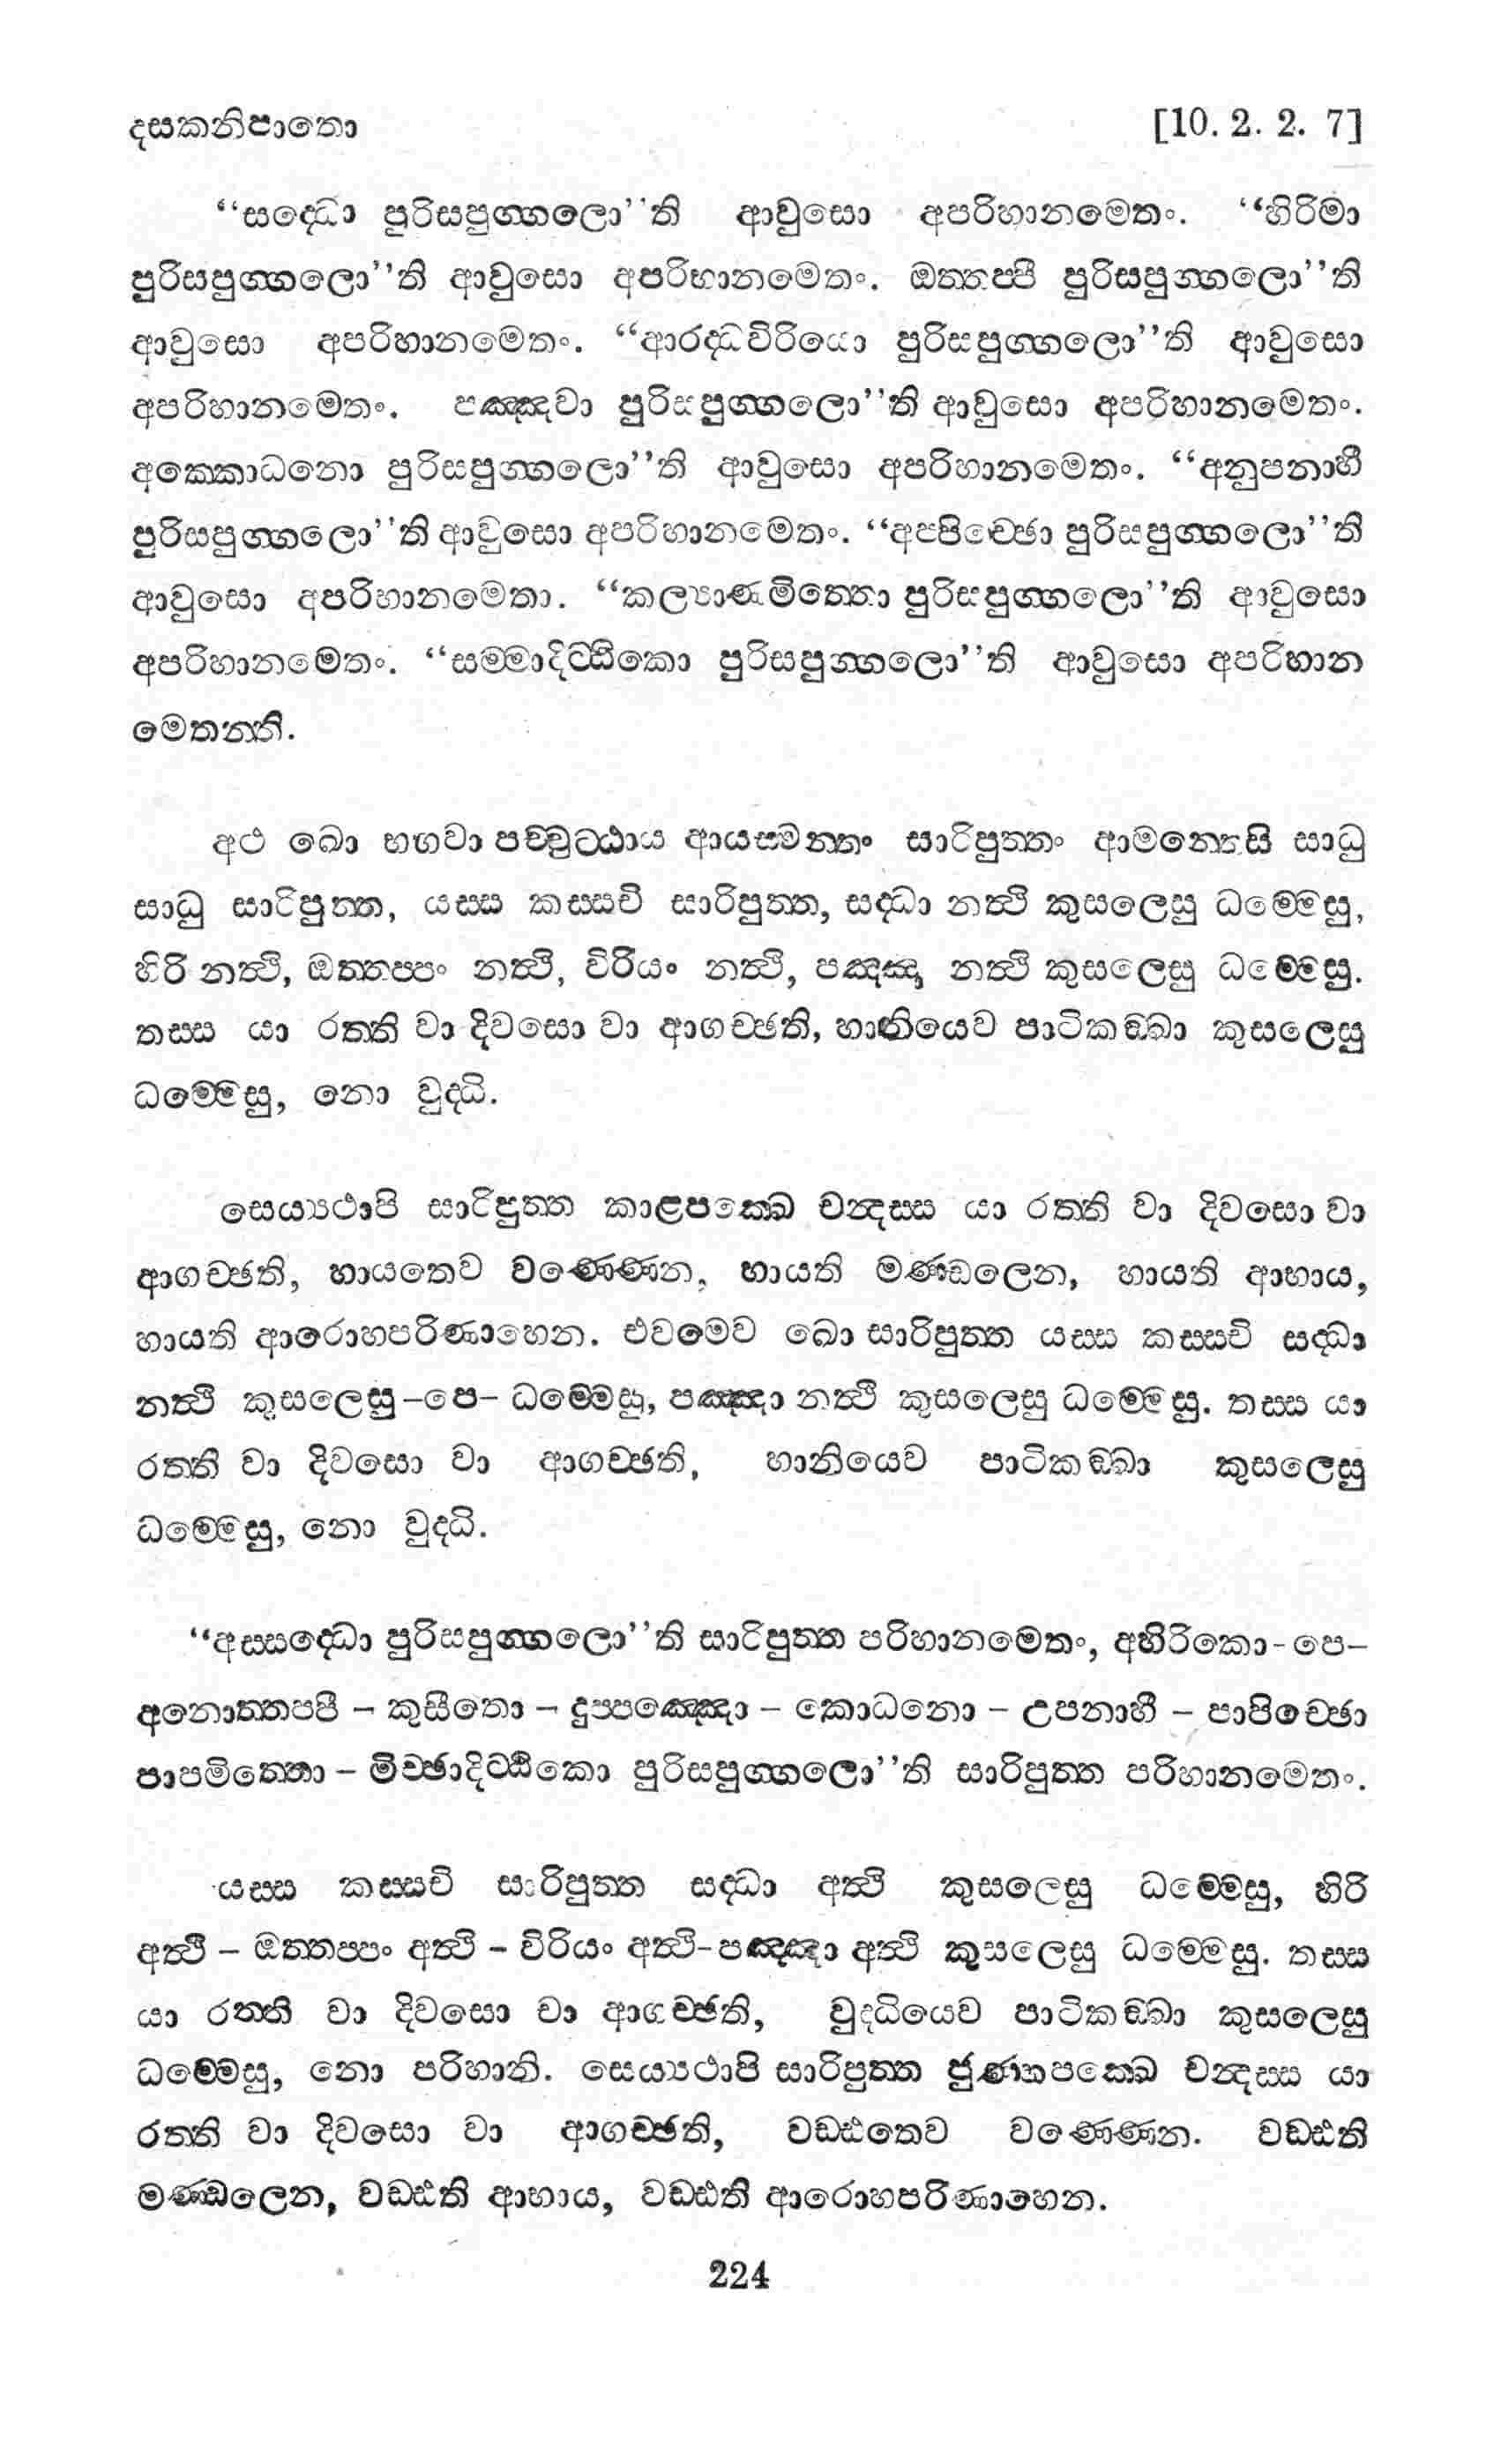 දසකනිපාතො [10. 2. 2. 7]
“සද්ධො පුරිසපුග්ගලො’’ති ආවුසො අපරිහානමෙතං. “හිරිමා
පුරිසපුග්ගලො’’ති ආවුසො අපරිහානමෙතං. ඔත්තප්පී පුරිසපුග්ගලො’’ති
ආවුසො අපරිහානමෙතං. “ආරද්ධවිරියො පුරිසපුග්ගලො’’ති ආවුසො
අපරිහානමෙතං. පඤ්ඤවා පුරිසපුග්ගලො’’ති ආවුසො අපරිහානමෙතං.
අක්කොධනො පුරිසපුග්ගලො’’ති ආවුසො අපරිහානමෙතං. “අනුපනාහී
පුරිසපුග්ගලො’’ති ආවුසො අපරිහානමෙතං. “අප්පිච්ඡො පුරිසපුග්ගලො’’ති
ආවුසො අපරිහානමෙතා. “කල්‍යාණමිත්තො පුරිසපුග්ගලො’’ති ආවුසො
අපරිහානමෙතං. “සම්මාදිට්ඨිකො පුරිසපුග්ගලො’’ති ආවුසො අපරිහාන
මෙතන්ති.
අථ ඛො භගවා පච්චුට්ඨාය ආයස්මන්තං සාරිපුත්තං ආමන්තෙසි සාධු
සාධු සාරිපුත්ත, යස්ස කස්සචි සාරිපුත්ත, සද්ධා නත්ථි කුසලෙසු ධම්මෙසු,
හිරි නත්ථි, ඔත්තප්පං නත්ථි, විරියං නත්ථි, පඤ්ඤා නත්ථි කුසලෙසු ධම්මෙසු.
තස්ස යා රත්ති වා දිවසො වා ආගච්ඡති, හානියෙව පාටිකඞ්ඛා කුසලෙසු
ධම්මෙසු, නො වුද්ධි.
සෙය්‍යථාපි සාරිපුත්ත කාළපක්ඛෙ චන්දස්ස යා රත්ති වා දිවසො වා
ආගච්ඡති, හායතෙව වණ්ණෙන, හායති මණ්ඩලෙන, හායති ආභාය,
හායති ආරොහපරිණාහෙන. එවමෙව ඛො සාරිපුත්ත යස්ස කස්සචි සද්ධා
නත්ථි කුසලෙසු–පෙ– ධම්මෙසු, පඤ්ඤා නත්ථි කුසලෙසු ධම්මෙසු. තස්ස යා
රත්ති වා දිවසො වා ආගච්ඡති, හානියෙව පාටිකඞ්ඛා කුසලෙසු
ධම්මෙසු, නො වුද්ධි.
“අස්සද්ධො පුරිසපුග්ගලො’’ති සාරිපුත්ත පරිහානමෙතං, අහිරිකො-පෙ–
අනොත්තප්පී – කුසීතො – දුප්පඤ්ඤො – කොධනො – උපනාහී – පාපිච්ඡො
පාපමිත්තො – මිච්ඡාදිට්ඨිකො පුරිසපුග්ගලො’’ති සාරිපුත්ත පරිහානමෙතං.
යස්ස කස්සචි සාරිපුත්ත සද්ධා අත්ථි කුසලෙසු ධම්මෙසු, හිරි
අත්ථි – ඔත්තප්පං අත්ථි – විරියං අත්ථි-පඤ්ඤා අත්ථි කුසලෙසු ධම්මෙසු. තස්ස
යා රත්ති වා දිවසො වා ආගච්ඡති, වුද්ධියෙව පාටිකඞ්ඛා කුසලෙසු
ධම්මෙසු, නො පරිහානි. සෙය්‍යථාපි සාරිපුත්ත ජුණ්හපක්ඛෙ චන්දස්ස යා
රත්ති වා දිවසො වා ආගච්ඡති, වඩ්ඪතෙව වණ්ණෙන. වඩ්ඪති
මණ්ඩලෙන, වඩ්ඪති ආභාය, වඩ්ඪති ආරොහපරිණාහෙන.
224